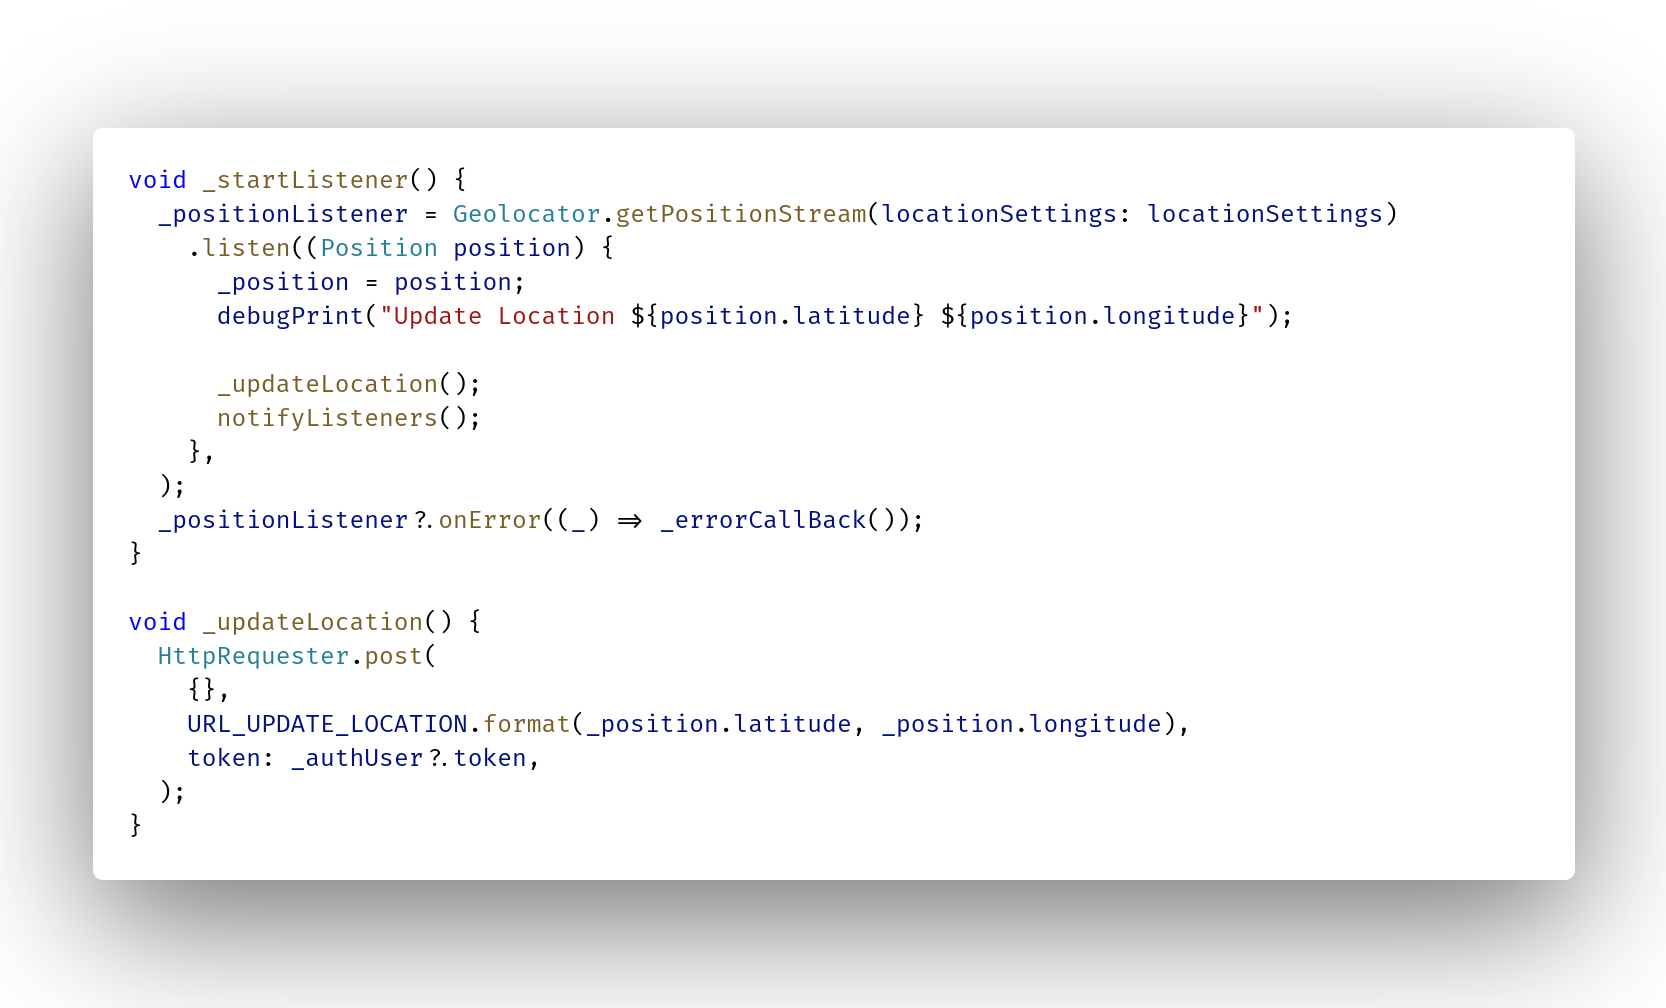 void _startListener() {
  _positionListener = Geolocator.getPositionStream(locationSettings: locationSettings)
    .listen((Position position) {
      _position = position;
      debugPrint("Update Location ${position.latitude} ${position.longitude}");

      _updateLocation();
      notifyListeners();
    },
  );
  _positionListener?.onError((_) => _errorCallBack());
}

void _updateLocation() {
  HttpRequester.post(
    {},
    URL_UPDATE_LOCATION.format(_position.latitude, _position.longitude),
    token: _authUser?.token,
  );
}